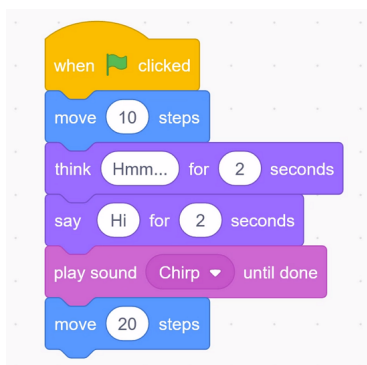 when clicked
move 10 steps
think Hmm... for 2 seconds
say Hi for 2 seconds
play sound Chirp until done
move 20 steps